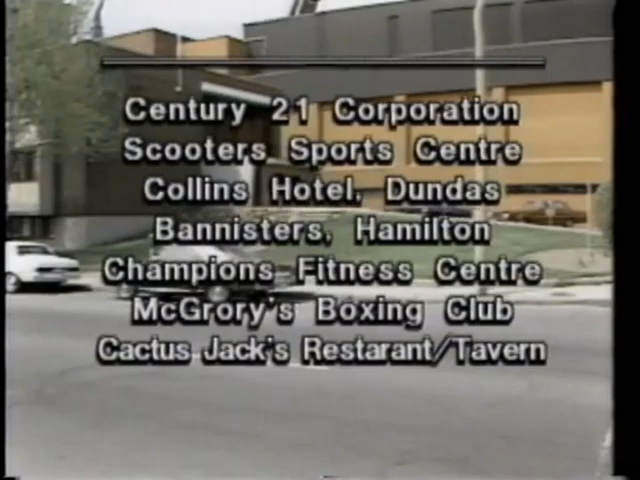 Century 21 Corporation
Scooters Sports Centre
Collins Hotel, Dundas
Bannisters, Hamilton
Champions Fitness Centre
McGrory's Boxing Club
Cactus Jack's Restarant/Tavern